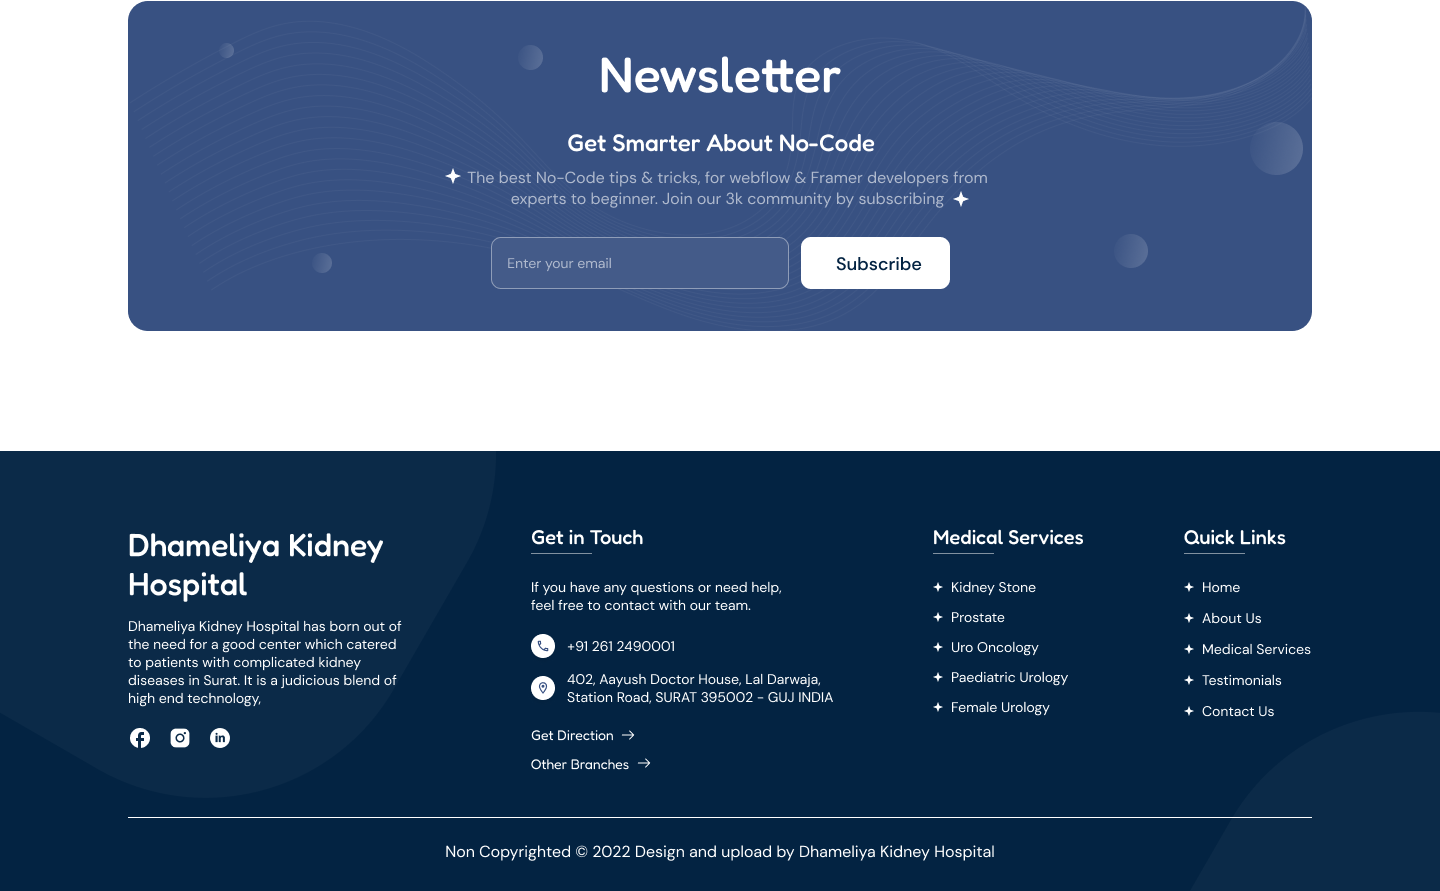 Newsletter
Get Smarter About No-Code
The best No-Code tips & tricks, for webflow & Framer developers from
experts to beginner. Join our 3k community by subscribing
Enter your email
Subscribe
Dhameliya Kidney
Hospital
Dhameliya Kidney Hospital has born out of
the need for a good center which catered
to patients with complicated kidney
diseases in Surat. It is a judicious blend of
high end technology,
Get in Touch
If you have any questions or need help,
feel free to contact with our team.
+91 261 2490001
402, Aayush Doctor House, Lal Darwaja,
Station Road, SURAT 395002 - GUJ INDIA
Get Direction
Other Branches
Medical Services
Kidney Stone
Prostate
Uro Oncology
Paediatric Urology
Female Urology
Quick Links
Home
About Us
Medical Services
Testimonials
Contact Us
Non Copyrighted © 2022 Design and upload by Dhameliya Kidney Hospital